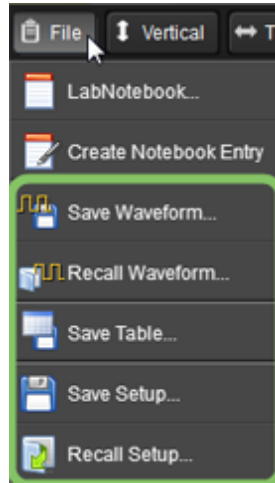 File Vertical T
LabNotebook...
Create Notebook Entry
Save Waveform...
Recall Waveform...
Save Table...
Save Setup...
Recall Setup...